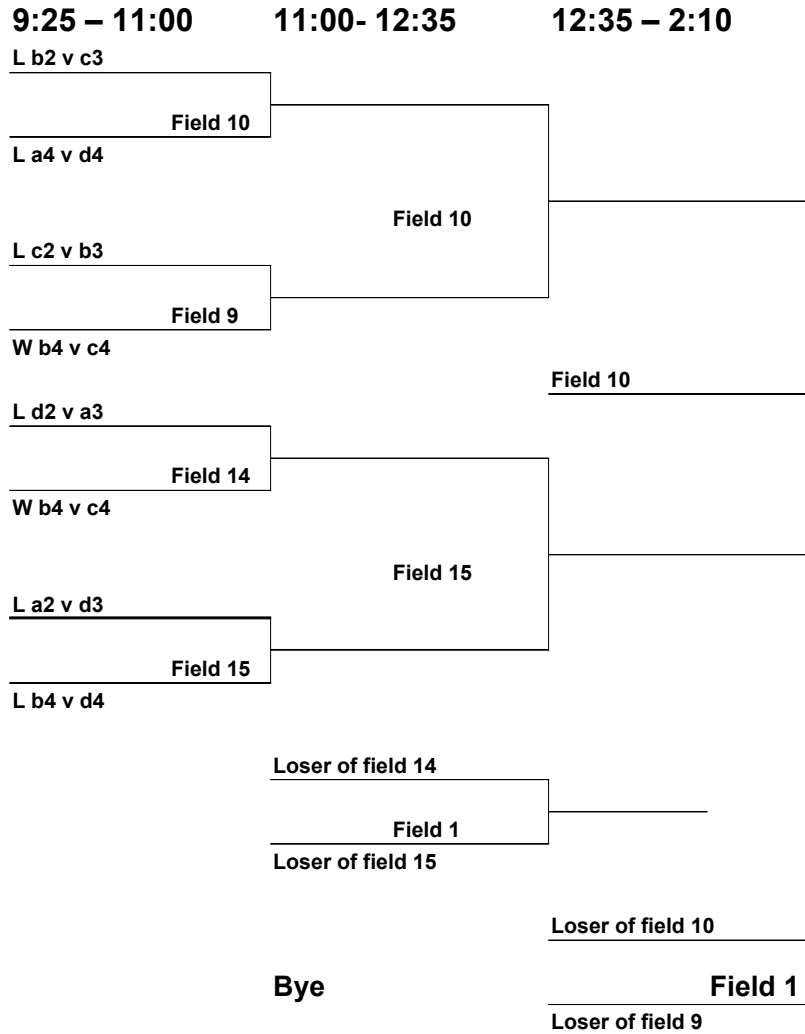 9:25 – 11:00 11:00- 12:35 12:35 – 2:10
L b2 v c3
Field 10
L a4 v d4
Field 10
L c2 v b3
Field 9
W b4 v c4
Field 10
L d2 v a3
Field 14
W b4 v c4
Field 15
L a2 v d3
Field 15
L b4 v d4
Loser of field 14
Field 1
Loser of field 15
Loser of field 10
Bye Field 1
Loser of field 9